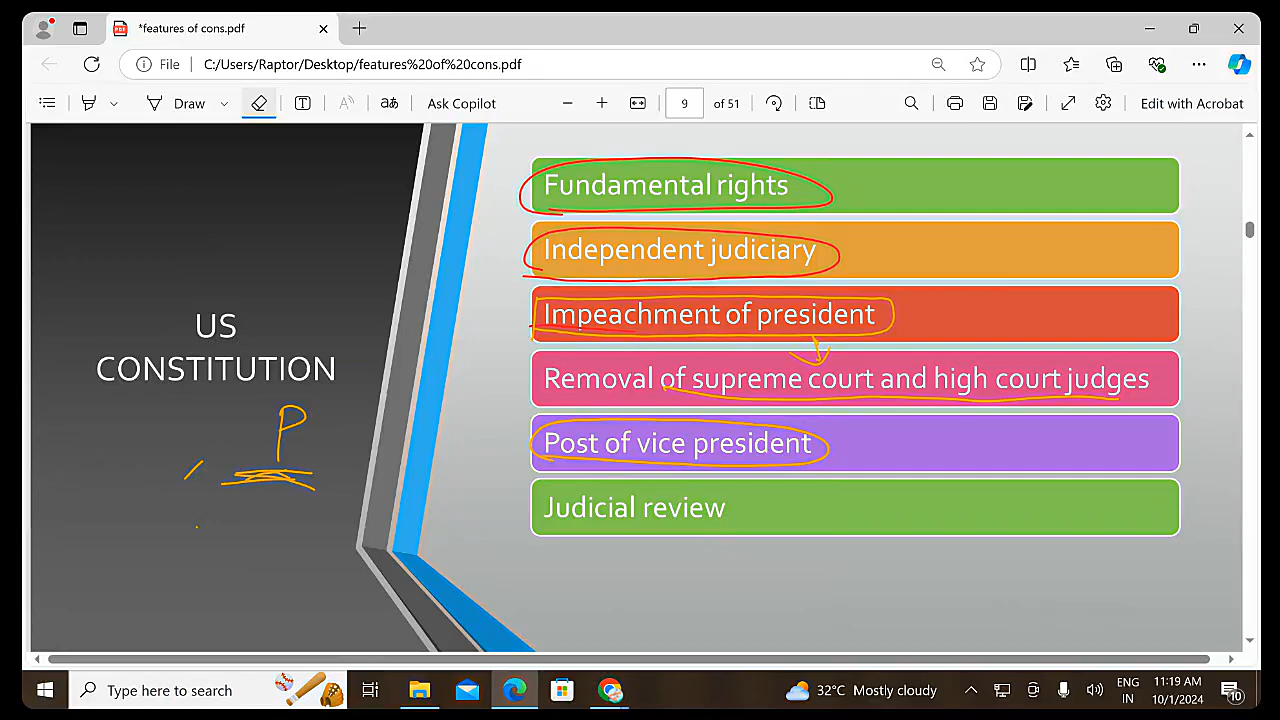 *features of cons.pdf
File
C:/Users/Raptor/Desktop/features%20of%20cons.pdf
Draw
Ask Copilot
9 of 51
Edit with Acrobat
Fundamental rights
Independent judiciary
Impeachment of president
Removal of supreme court and high court judges
Post of vice president
Judicial review
US
CONSTITUTION
P
Type here to search
32°C Mostly cloudy
ENG
IN
11:19 AM
10/1/2024
10